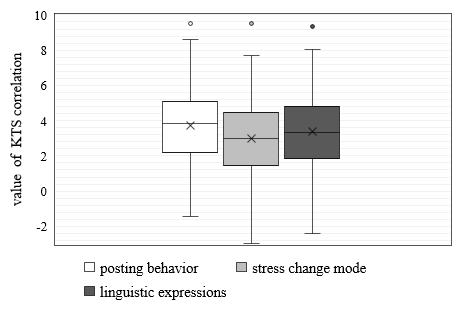 value of KTS correlation
10
8
6
4
2
0
-2
posting behavior
stress change mode
linguistic expressions